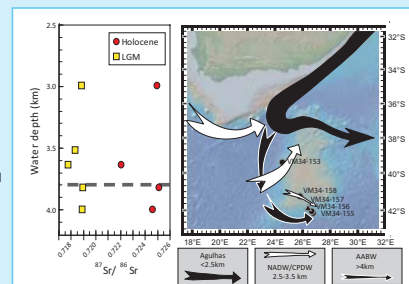 2.5
3.0
3.5
4.0
Water depth (km)
Holocene
LGM
0.718
0.720
0.722
0.724
0.726
87Sr/ 86Sr
32°S
34°S
36°S
38°S
40°S
42°S
VM34-153
VM34-158
VM34-157
VM34-156
VM34-155
18°E 20°E 22°E 24°E 26°E 28°E 30°E 32°E
Agulhas
<2.5km
NADW/CPDW
2.5-3.5 km
AABW
>4km